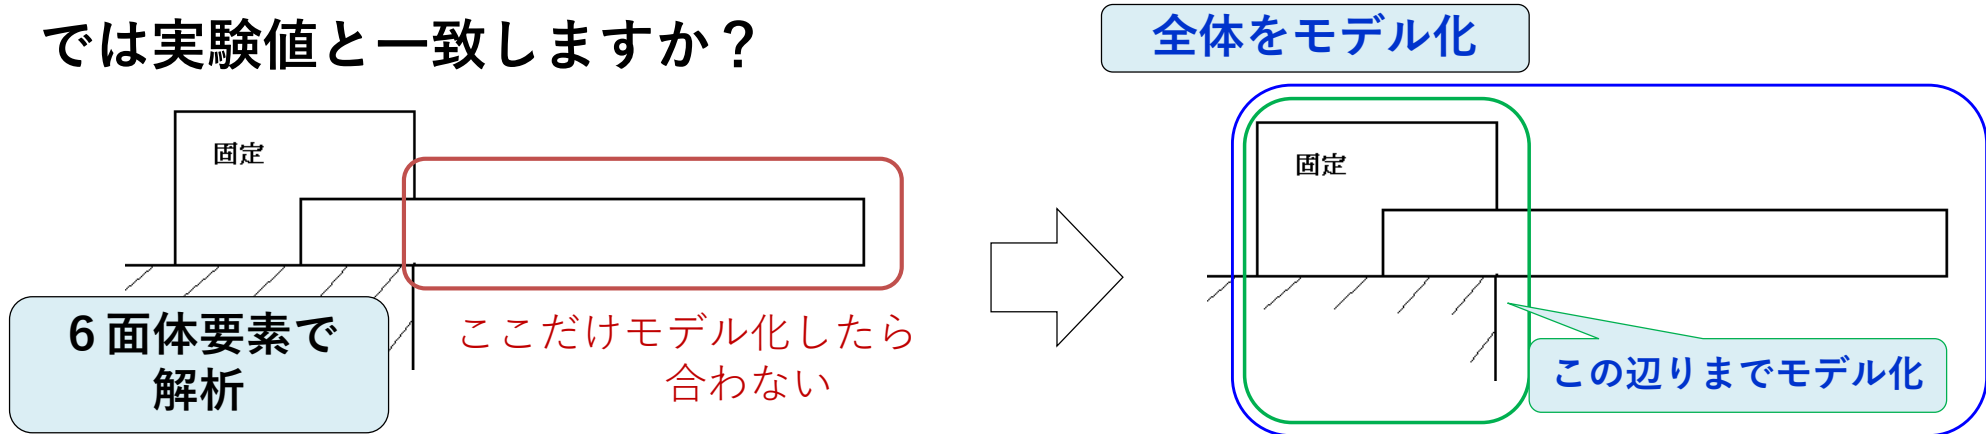 では実験値と一致しますか？
固定
６面体要素で
解析
ここだけモデル化したら
合わない
全体をモデル化
固定
この辺りまでモデル化